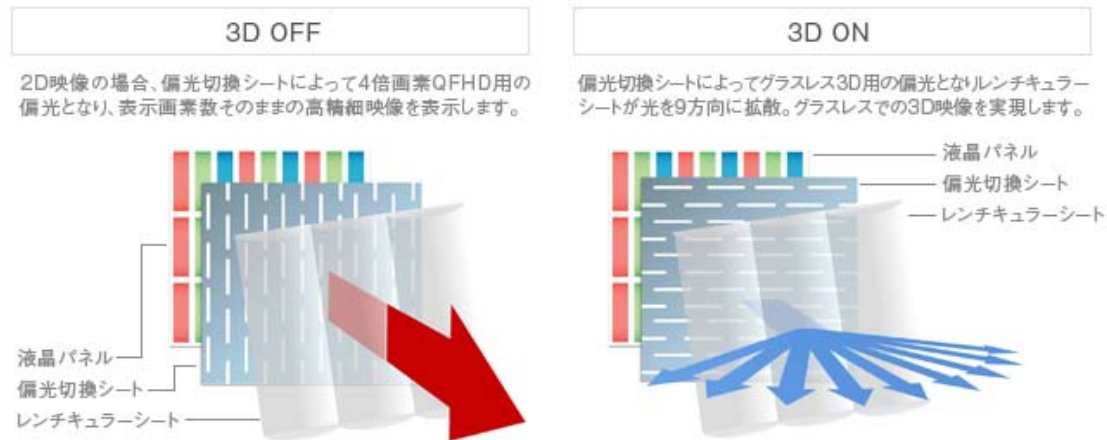 3D OFF
2D映像の場合、偏光切換シートによって4倍画素QFHD用の
偏光となり、表示画素数そのままの高精細映像を表示します。
液晶パネル
偏光切換シート
レンチキュラーシート
3D ON
偏光切換シートによってグラスレス3D用の偏光となりレンチキュラー
シートが光を9方向に拡散。グラスレスでの3D映像を実現します。
液晶パネル
偏光切換シート
レンチキュラーシート